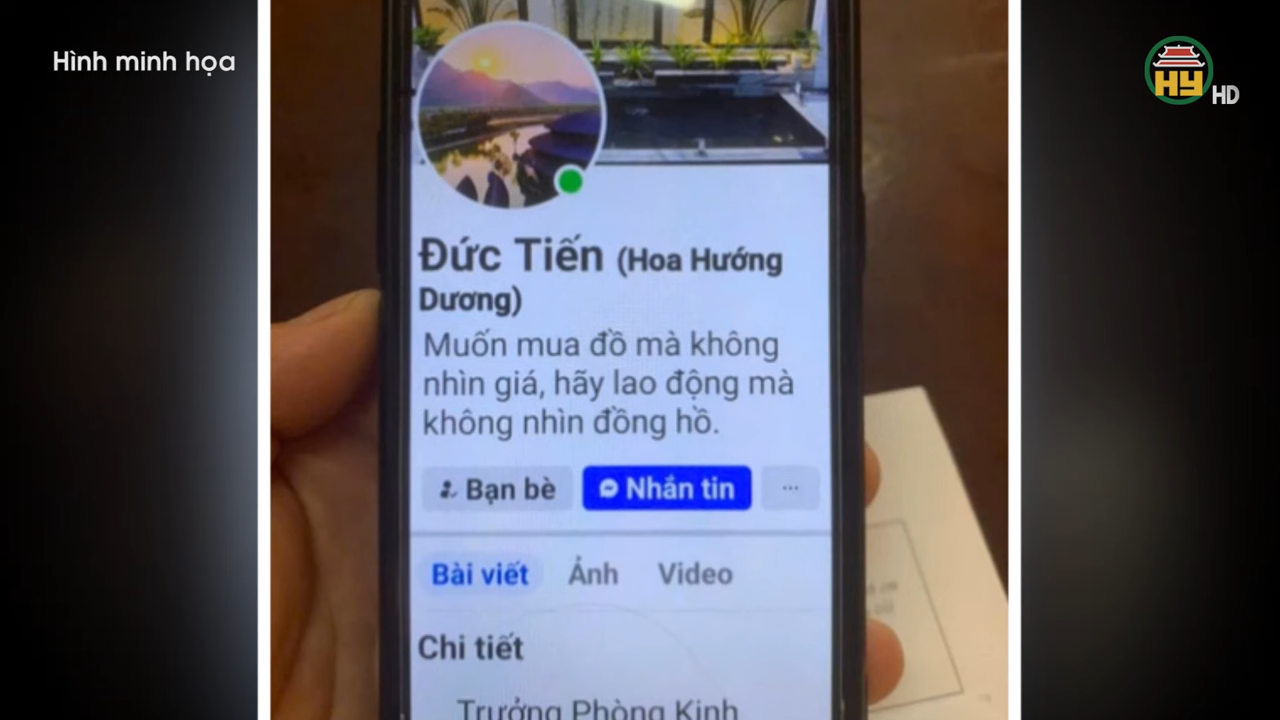 Hình minh họa
HY
HD
Đức Tiến (Hoa Hướng
Dương)
Muốn mua đồ mà không
nhìn giá, hãy lao động mà
không nhìn đồng hồ.
Bạn bè
Nhắn tin
...
Bài viết
Ảnh
Video
Chi tiết
Trưởng Phòng Kinh